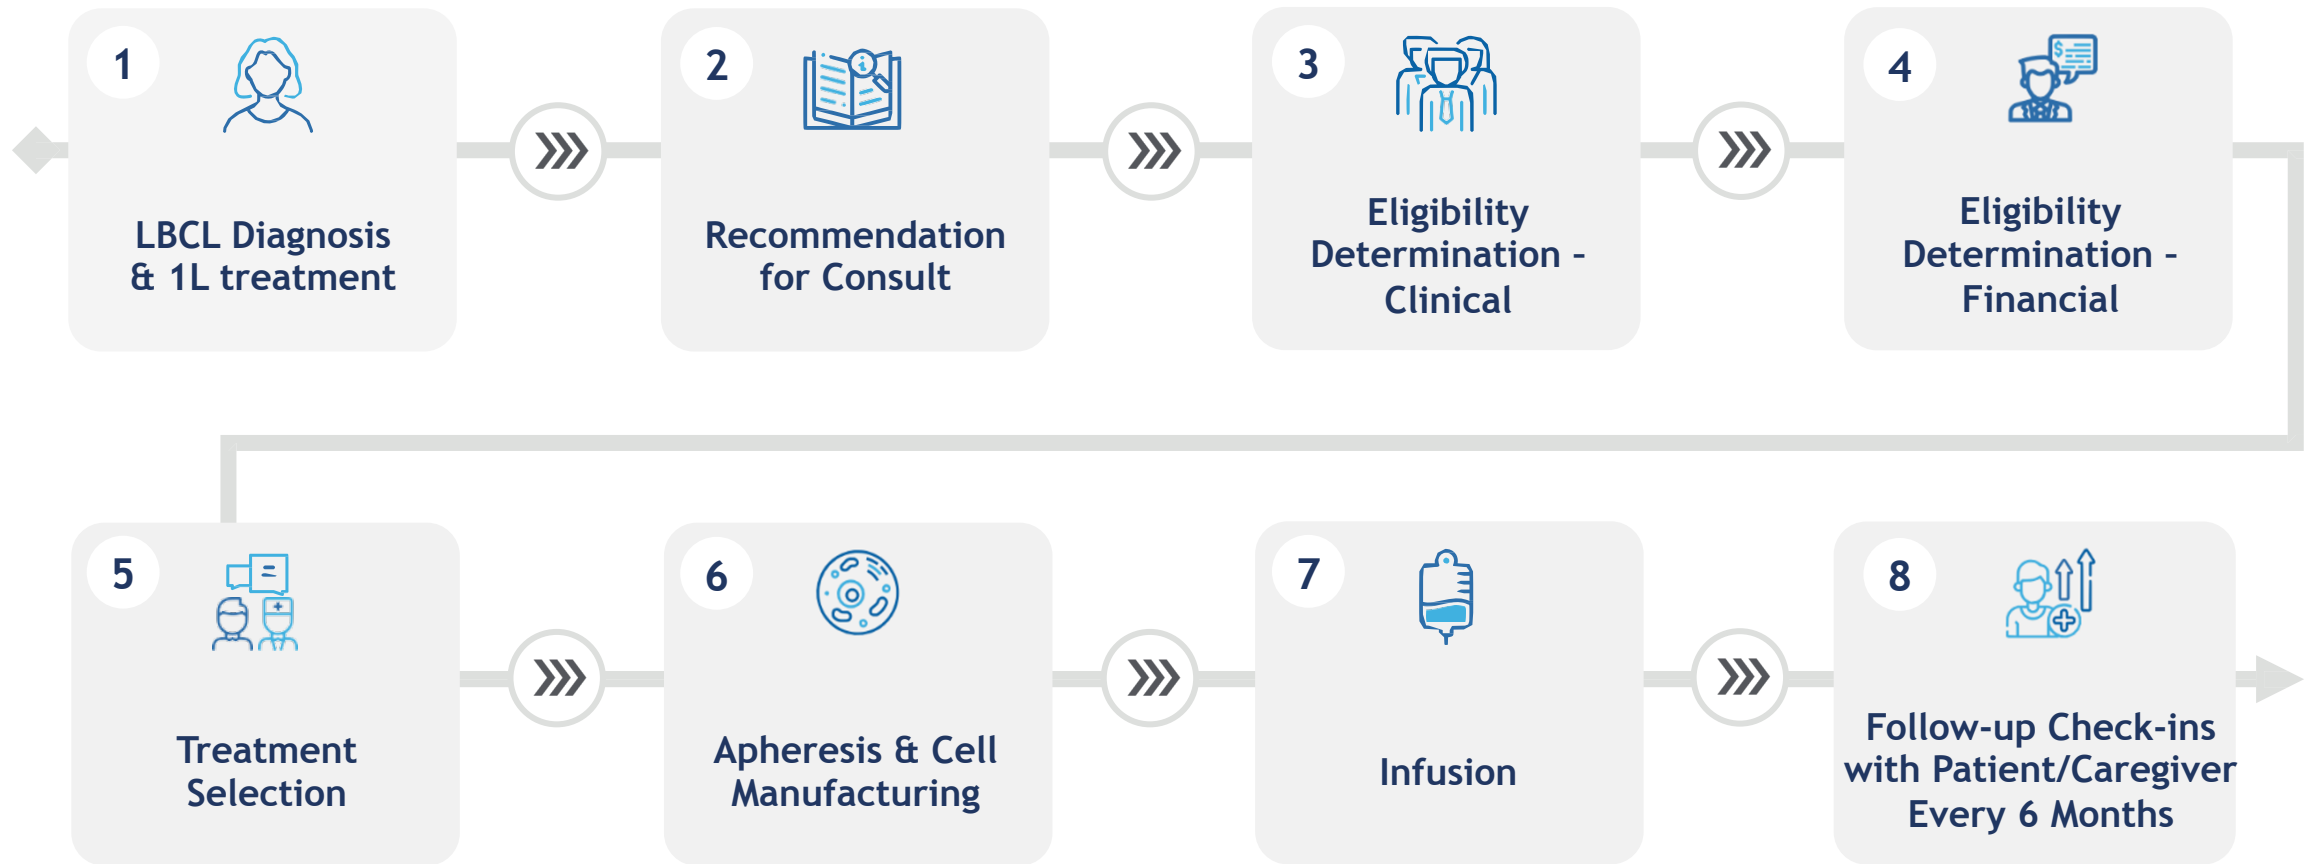 1
LBCL Diagnosis
& 1L treatment
2
i
Recommendation
for Consult
3
Eligibility
Determination –
Clinical
4
$
Eligibility
Determination –
Financial
5
Treatment
Selection
6
Apheresis & Cell
Manufacturing
7
Infusion
8
Follow-up Check-ins
with Patient/Caregiver
Every 6 Months